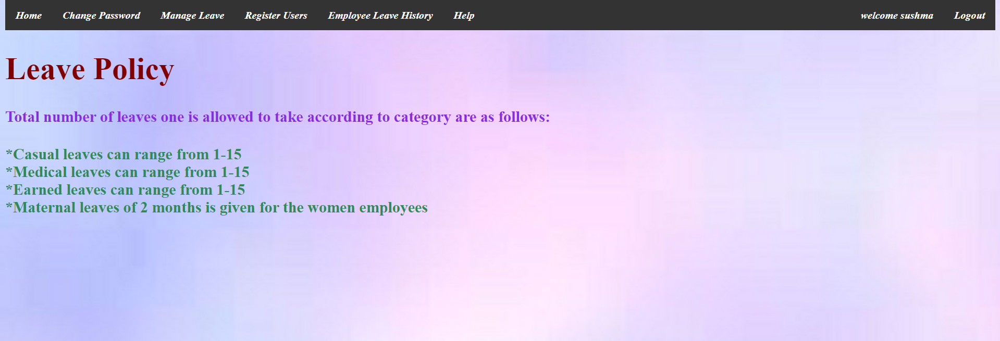 Home Change Password Manage Leave Register Users Employee Leave History Help welcome sushma Logout
Leave Policy
Total number of leaves one is allowed to take according to category are as follows:
*Casual leaves can range from 1-15
*Medical leaves can range from 1-15
*Earned leaves can range from 1-15
*Maternal leaves of 2 months is given for the women employees